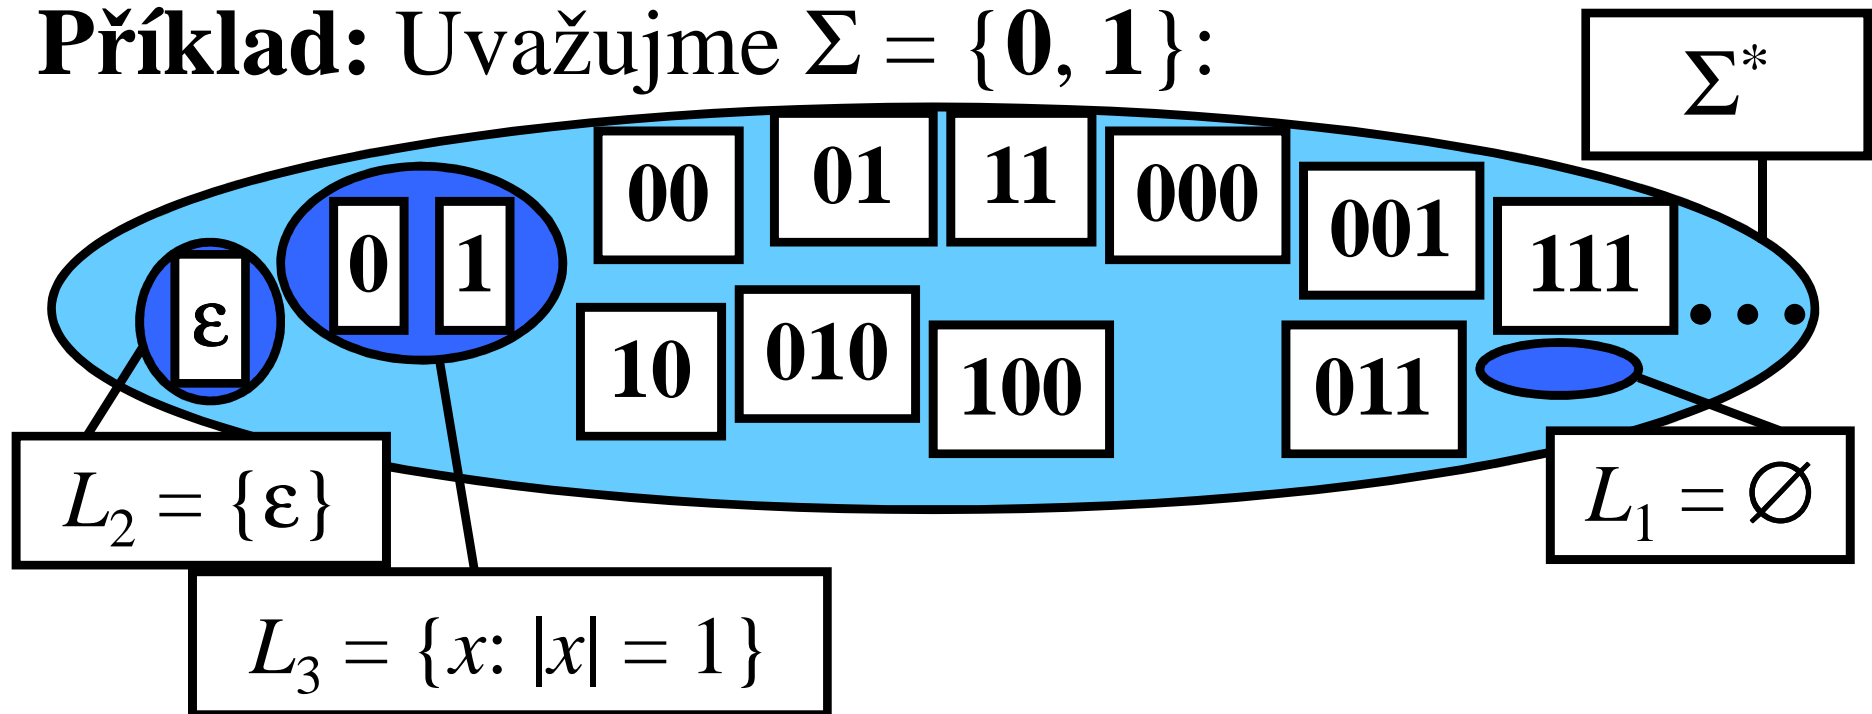 Příklad: Uvažujme Σ = {0, 1}:
Σ*
00 01 11 000 001 111
ε 0 1
10 010 100 011 • • •
L₂ = {ε}
L₁ = ∅
L₃ = {x: |x| = 1}